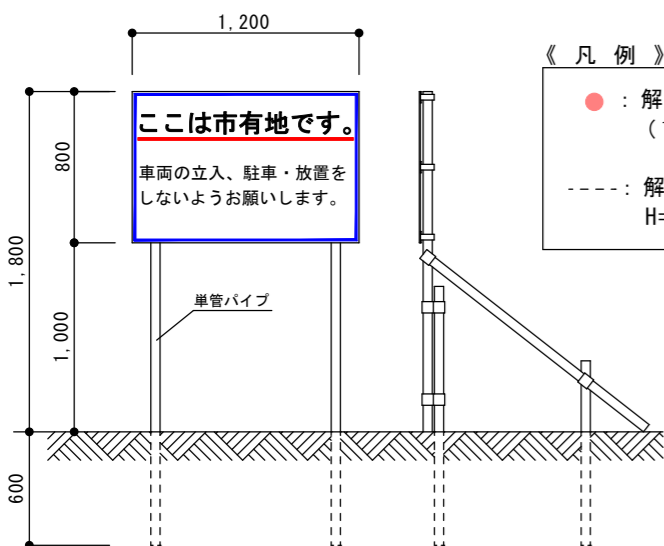 1,200
《 凡 例 》
● : 解
(
----: 解
H=
ここは市有地です。
車両の立入、駐車・放置を
しないようお願いします。
800
1,800
単管パイプ
1,000
600